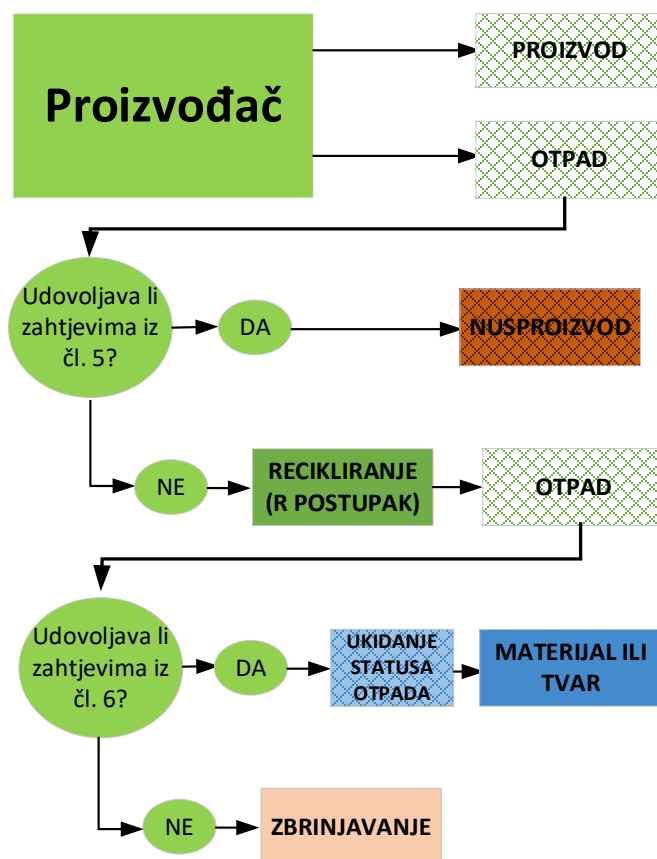 Proizvođač
PROIZVOD
OTPAD
Udovoljava li
zahtjevima iz
čl. 5?
DA
NUSPROIZVOD
NE
RECIKLIRANJE
(R POSTUPAK)
OTPAD
Udovoljava li
zahtjevima iz
čl. 6?
DA
UKIDANJE
STATUSA
OTPADA
MATERIJAL ILI
TVAR
NE
ZBRINJAVANJE